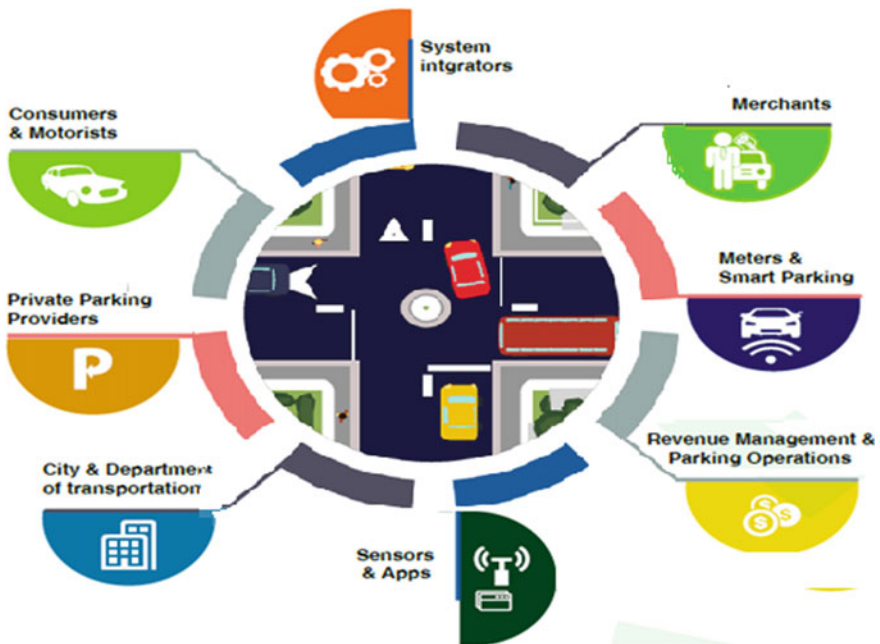 System
intgrators
Merchants
Consumers
& Motorists
Meters &
Smart Parking
Private Parking
Providers
P
Revenue Management &
Parking Operations
City & Department
of transportation
Sensors
& Apps
$
$
$